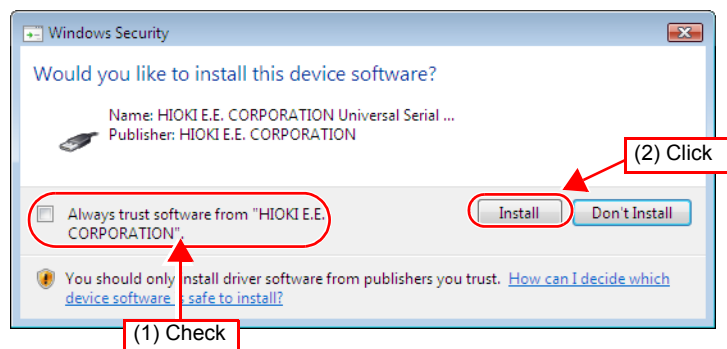 Windows Security
Would you like to install this device software?
Name: HIOKI E.E. CORPORATION Universal Serial ...
Publisher: HIOKI E.E. CORPORATION
(2) Click
Always trust software from "HIOKI E.E.
CORPORATION".
Install
Don't Install
You should only install driver software from publishers you trust. How can I decide which
device software is safe to install?
(1) Check